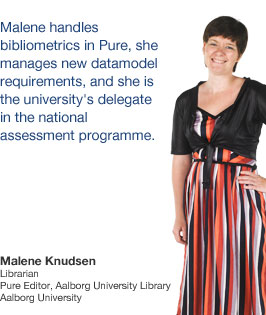 Malene handles
bibliometrics in Pure, she
manages new datamodel
requirements, and she is
the university's delegate
in the national
assessment programme.
Malene Knudsen
Librarian
Pure Editor, Aalborg University Library
Aalborg University